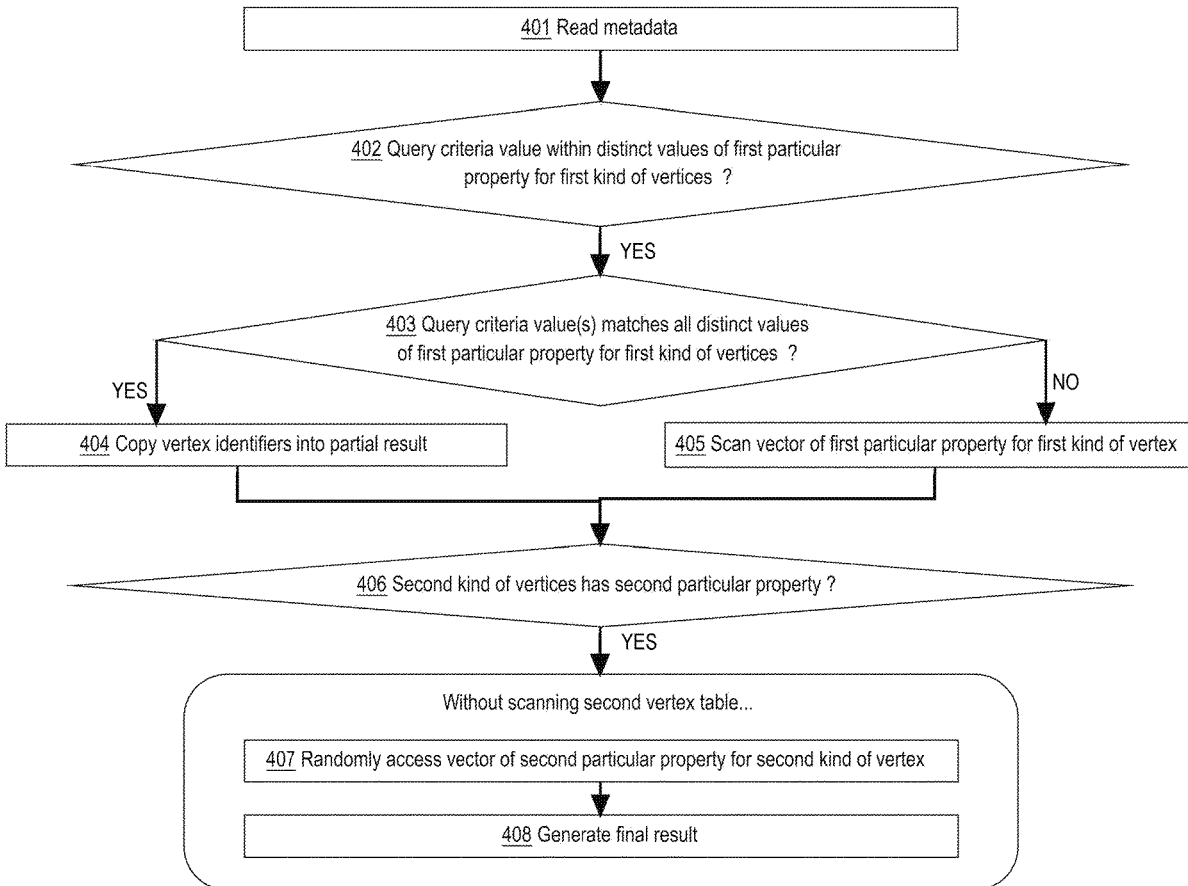 401 Read metadata
402 Query criteria value within distinct values of first particular
property for first kind of vertices ?
YES
403 Query criteria value(s) matches all distinct values
of first particular property for first kind of vertices ?
YES
NO
404 Copy vertex identifiers into partial result
405 Scan vector of first particular property for first kind of vertex
406 Second kind of vertices has second particular property ?
YES
Without scanning second vertex table...
407 Randomly access vector of second particular property for second kind of vertex
408 Generate final result